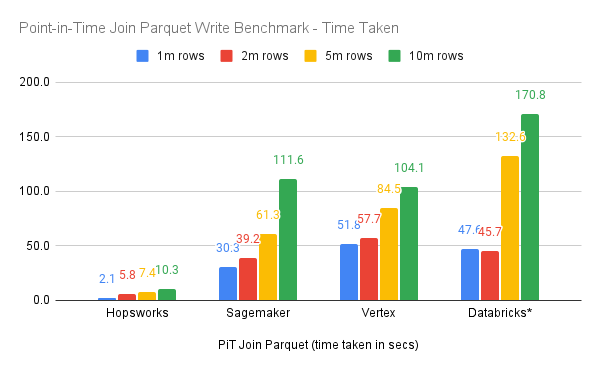 Point-in-Time Join Parquet Write Benchmark - Time Taken
1m rows 2m rows 5m rows 10m rows
200.0
150.0
100.0
50.0
0.0
2.1 5.8 7.4 10.3
30.3 39.2 61.3 111.6
51.8 57.7 84.5 104.1
47.6 45.7 132.6 170.8
Hopsworks Sagemaker Vertex Databricks*
PiT Join Parquet (time taken in secs)